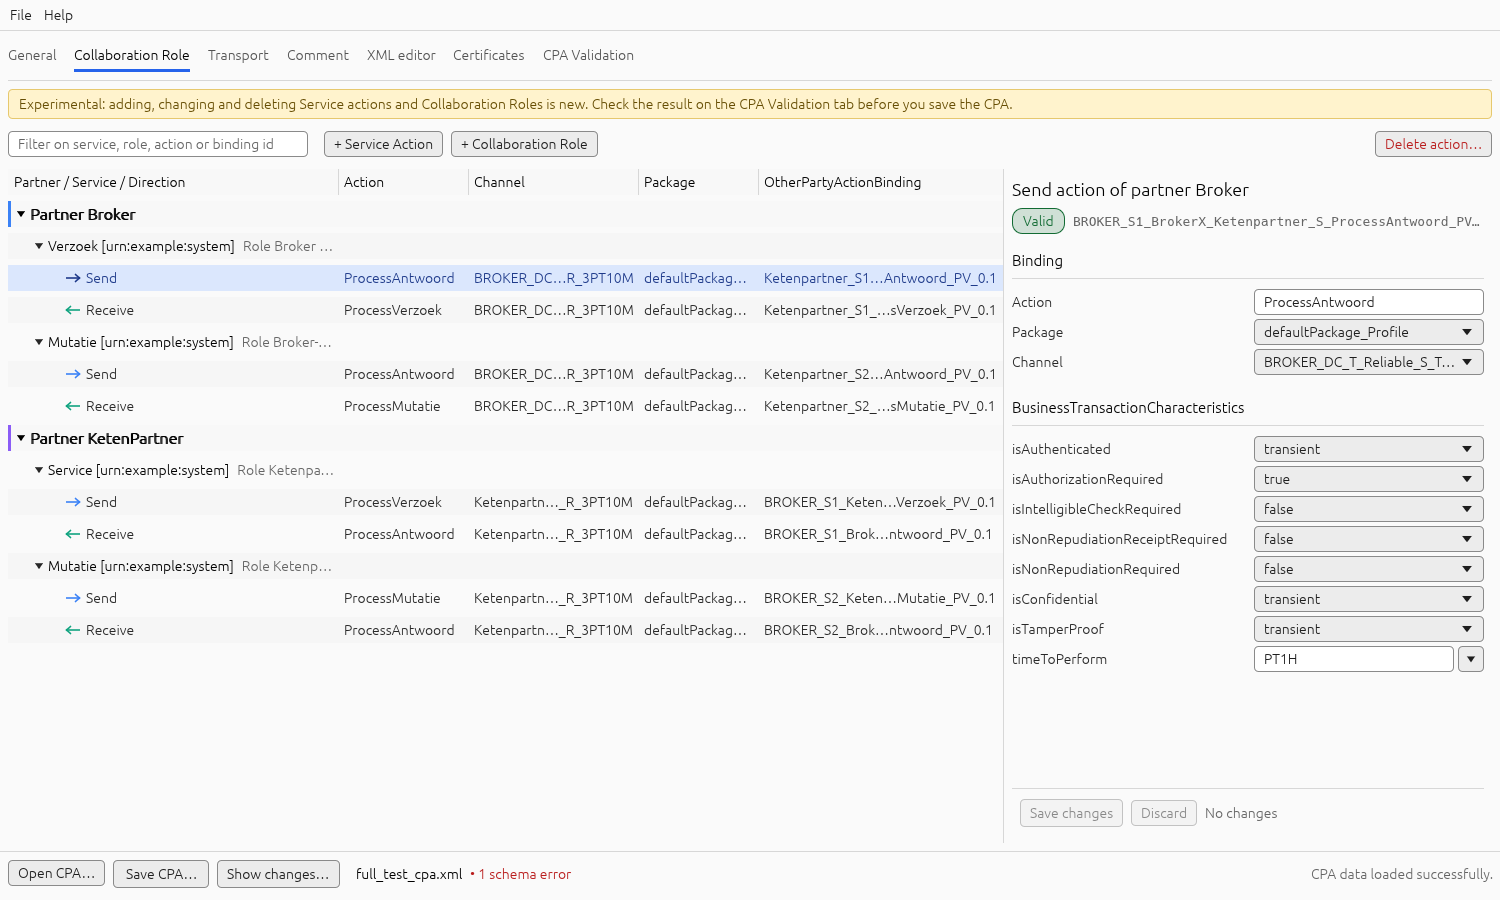 File Help
General Collaboration Role Transport Comment XML editor Certificates CPA Validation
Experimental: adding, changing and deleting Service actions and Collaboration Roles is new. Check the result on the CPA Validation tab before you save the CPA.
Filter on service, role, action or binding id + Service Action + Collaboration Role Delete action…
Partner / Service / Direction Action Channel Package OtherPartyActionBinding
Partner Broker
Verzoek [urn:example:system] Role Broker …
Send ProcessAntwoord BROKER_DC…R_3PT10M defaultPackag… Ketenpartner_S1…Antwoord_PV_0.1
Receive ProcessVerzoek BROKER_DC…R_3PT10M defaultPackag… Ketenpartner_S1_…sVerzoek_PV_0.1
Mutatie [urn:example:system] Role Broker-…
Send ProcessAntwoord BROKER_DC…R_3PT10M defaultPackag… Ketenpartner_S2…Antwoord_PV_0.1
Receive ProcessMutatie BROKER_DC…R_3PT10M defaultPackag… Ketenpartner_S2_…sMutatie_PV_0.1
Partner KetenPartner
Service [urn:example:system] Role Ketenpa…
Send ProcessVerzoek Ketenpartn…_R_3PT10M defaultPackag… BROKER_S1_Keten…Verzoek_PV_0.1
Receive ProcessAntwoord Ketenpartn…_R_3PT10M defaultPackag… BROKER_S1_Brok…ntwoord_PV_0.1
Mutatie [urn:example:system] Role Ketenp…
Send ProcessMutatie Ketenpartn…_R_3PT10M defaultPackag… BROKER_S2_Keten…Mutatie_PV_0.1
Receive ProcessAntwoord Ketenpartn…_R_3PT10M defaultPackag… BROKER_S2_Brok…ntwoord_PV_0.1
Send action of partner Broker
Valid BROKER_S1_BrokerX_Ketenpartner_S_ProcessAntwoord_PV…
Binding
Action ProcessAntwoord
Package defaultPackage_Profile
Channel BROKER_DC_T_Reliable_S_T…
BusinessTransactionCharacteristics
isAuthenticated transient
isAuthorizationRequired true
isIntelligibleCheckRequired false
isNonRepudiationReceiptRequired false
isNonRepudiationRequired false
isConfidential transient
isTamperProof transient
timeToPerform PT1H
Save changes Discard No changes
Open CPA… Save CPA… Show changes… full_test_cpa.xml • 1 schema error CPA data loaded successfully.